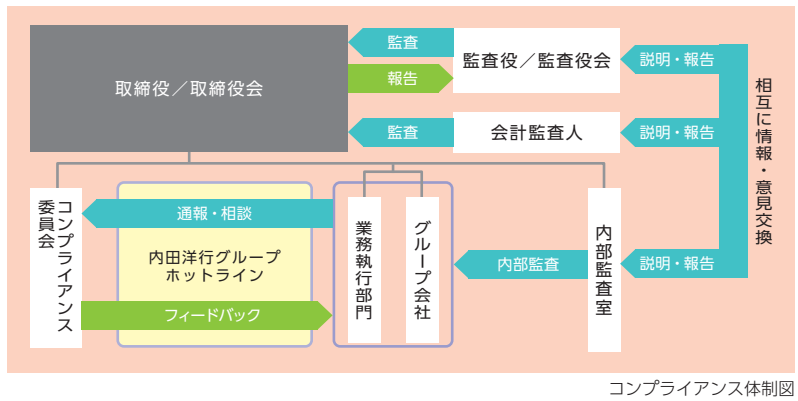 監査
報告
監査役／監査役会
説明・報告
取締役／取締役会
監査
会計監査人
説明・報告
相互に情報・意見交換
コンプライアンス
委員会
通報・相談
内田洋行グループ
ホットライン
フィードバック
業務執行部門
グループ会社
内部監査
内部監査室
説明・報告
コンプライアンス体制図